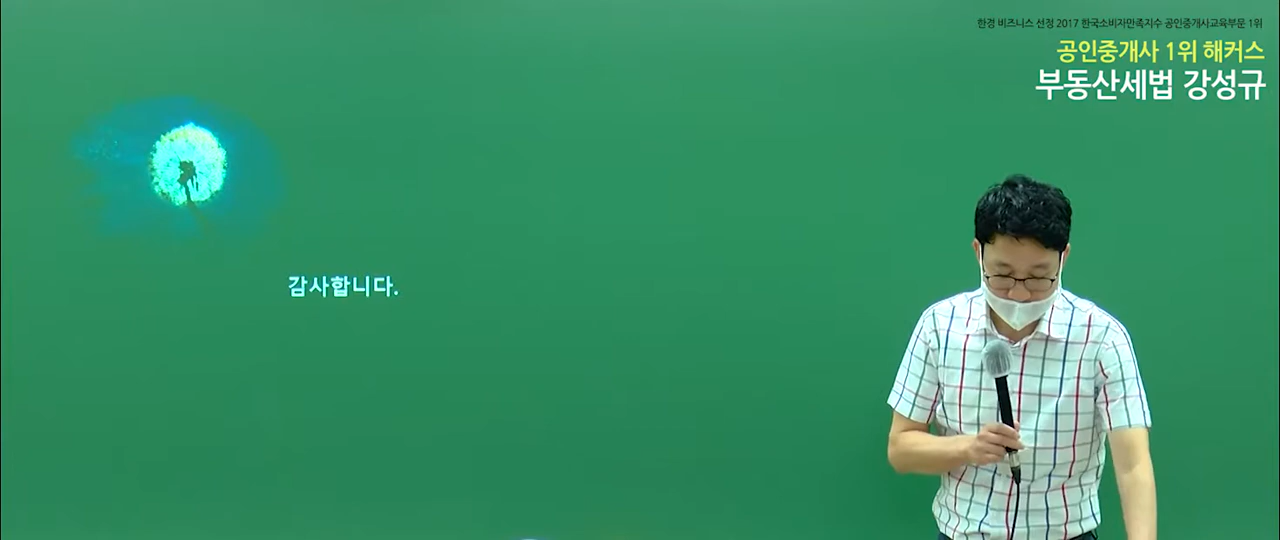 한경 비즈니스 선정 2017 한국소비자만족지수 공인중개사교육부문 1위
공인중개사 1위 해커스
부동산세법 강성규
감사합니다.